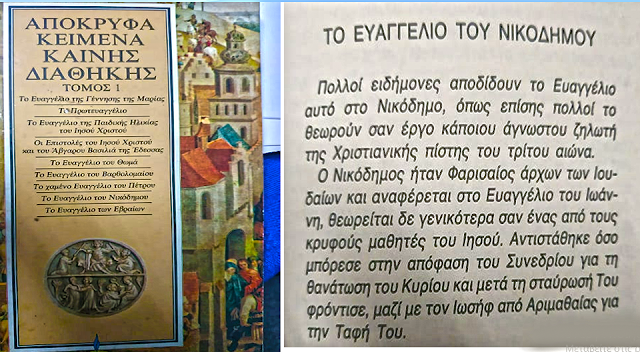 ΑΠΟΚΡΥΦΑ
ΚΕΙΜΕΝΑ
ΚΑΙΝΗΣ
ΔΙΑΘΗΚΗΣ
ΤΟΜΟΣ 1
Το Ευαγγέλιο της Γέννησης της Μαρίας
Το Πρωτευαγγέλιο
Το Ευαγγέλιο της Παιδικής Ηλικίας
του Ιησού Χριστού
Οι Επιστολές του Ιησού Χριστού
και του Αβγαρου Βασιλιά της Εδεσσας
Το Ευαγγέλιο του Θωμά
Το Ευαγγέλιο του Βαρθολομαίου
Το χαμένο Ευαγγέλιο του Πέτρου
Το Ευαγγέλιο του Νικόδημου
Το Ευαγγέλιο των Εβραίων
ΤΟ ΕΥΑΓΓΕΛΙΟ ΤΟΥ ΝΙΚΟΔΗΜΟΥ
Πολλοί ειδήμονες αποδίδουν το Ευαγγέλιο
αυτό στο Νικόδημο, όπως επίσης πολλοί το
θεωρούν σαν έργο κάποιου άγνωστου ζηλωτή
της Χριστιανικής πίστης του τρίτου αιώνα.
Ο Νικόδημος ήταν Φαρισαίος άρχων των Ιου-
δαίων και αναφέρεται στο Ευαγγέλιο του Ιωάν-
νη, θεωρείται δε γενικότερα σαν ένας από τους
κρυφούς μαθητές του Ιησού. Αντιστάθηκε όσο
μπόρεσε στην απόφαση του Συνεδρίου για τη
θανάτωση του Κυρίου και μετά τη σταύρωσή Του
φρόντισε, μαζί με τον Ιωσήφ από Αριμαθαίας για
την Ταφή Του.